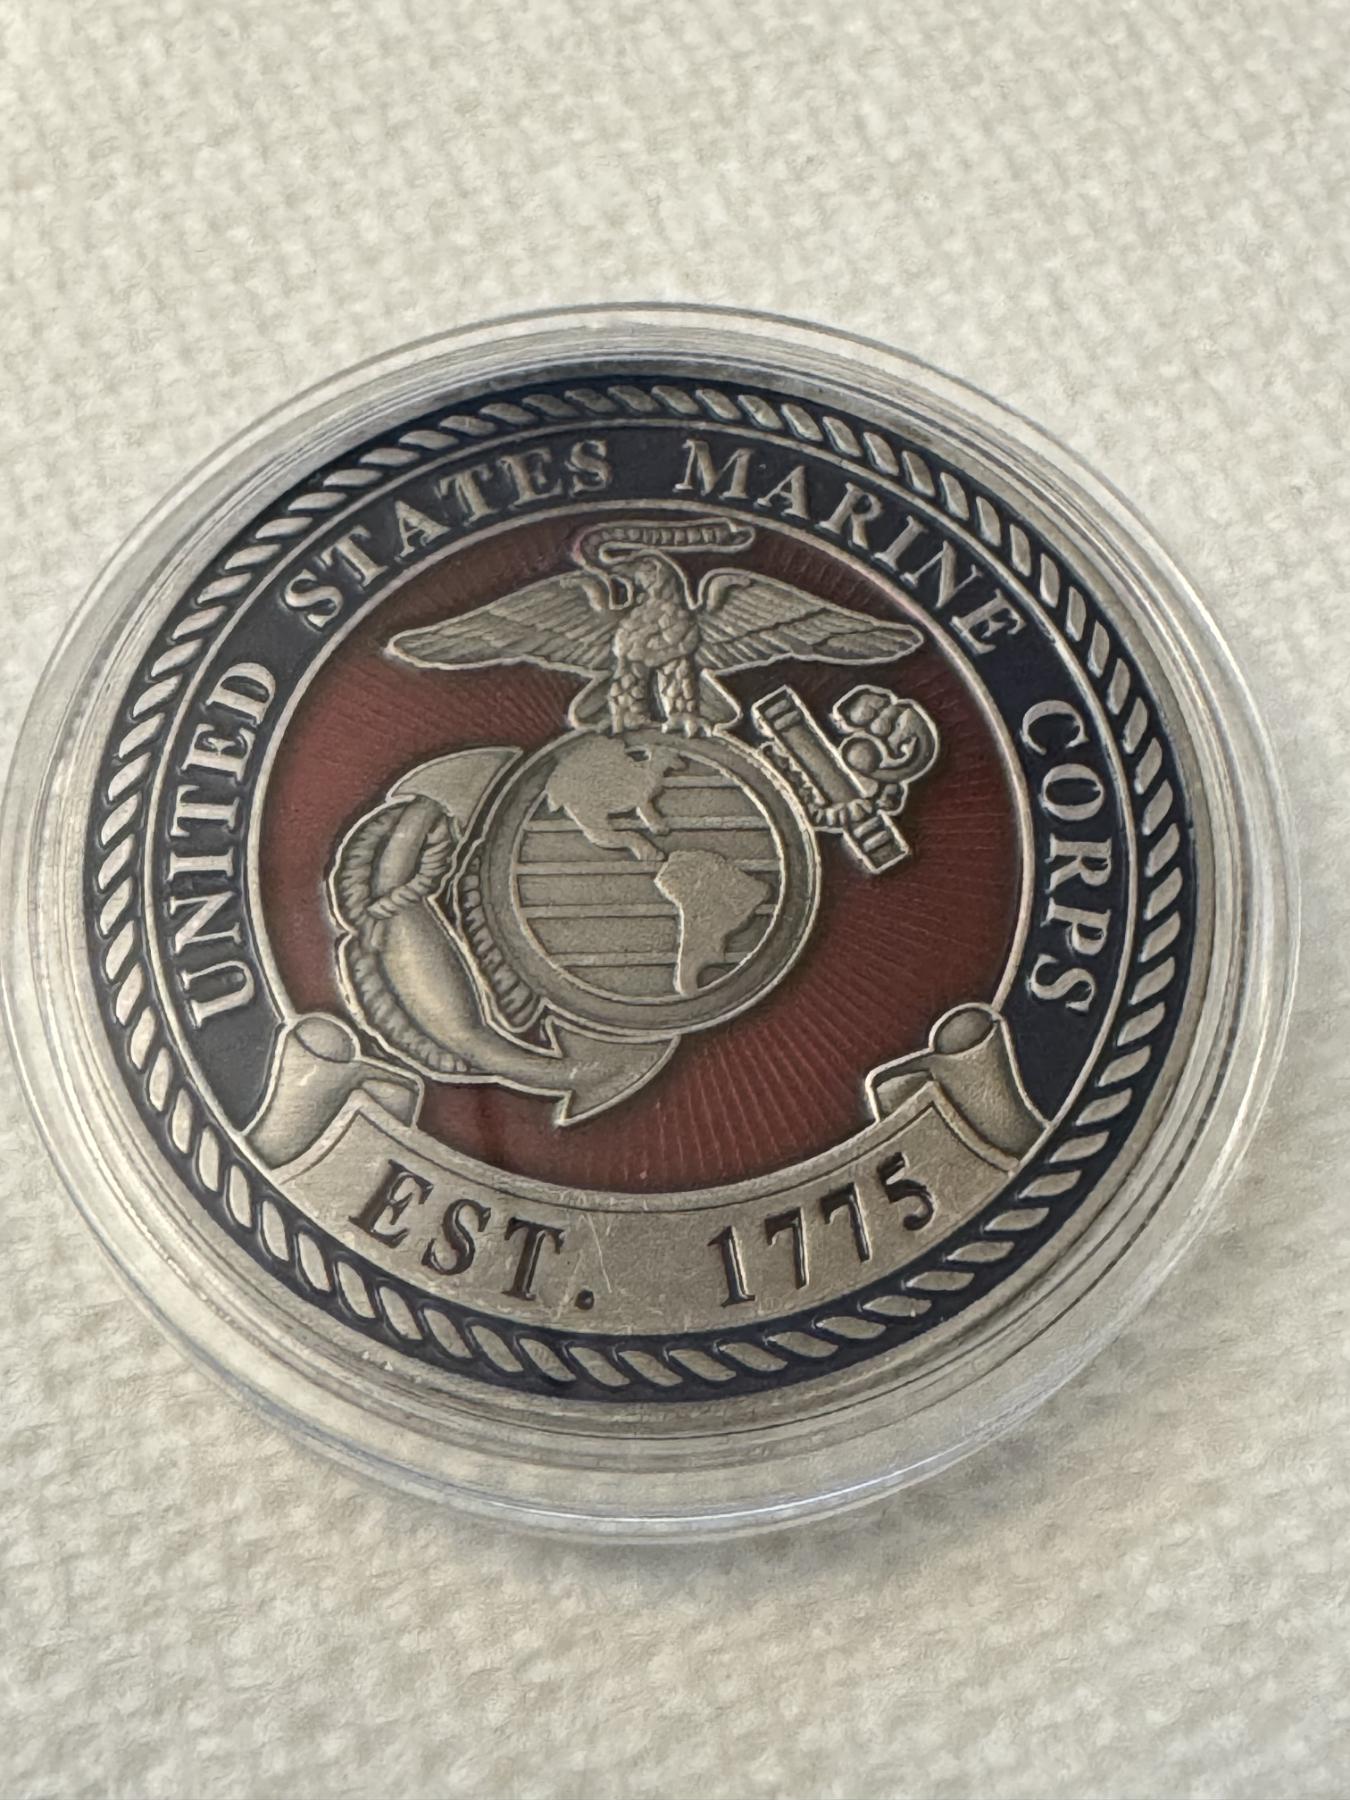 UNITED STATES MARINE CORPS
EST. 1775